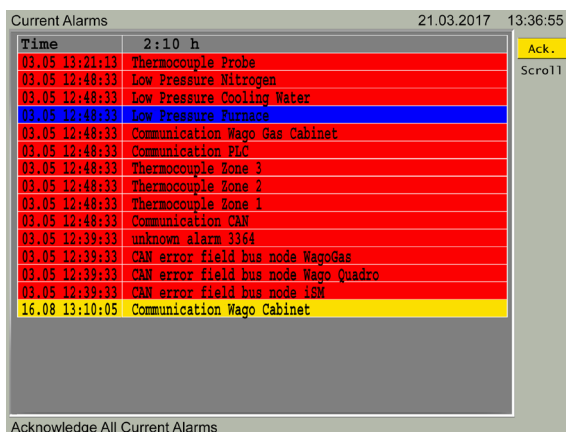 Current Alarms 21.03.2017 13:36:55
Time 2:10 h
Ack.
03.05 13:21:13 Thermocouple Probe
Scroll
03.05 12:48:33 Low Pressure Nitrogen
03.05 12:48:33 Low Pressure Cooling Water
03.05 12:48:33 Low Pressure Furnace
03.05 12:48:33 Communication Wago Gas Cabinet
03.05 12:48:33 Communication PLC
03.05 12:48:33 Thermocouple Zone 3
03.05 12:48:33 Thermocouple Zone 2
03.05 12:48:33 Thermocouple Zone 1
03.05 12:48:33 Communication CAN
03.05 12:39:33 unknown alarm 3364
03.05 12:39:33 CAN error field bus node WagoGas
03.05 12:39:33 CAN error field bus node Wago Quadro
03.05 12:39:33 CAN error field bus node iSM
16.08 13:10:05 Communication Wago Cabinet
Acknowledge All Current Alarms